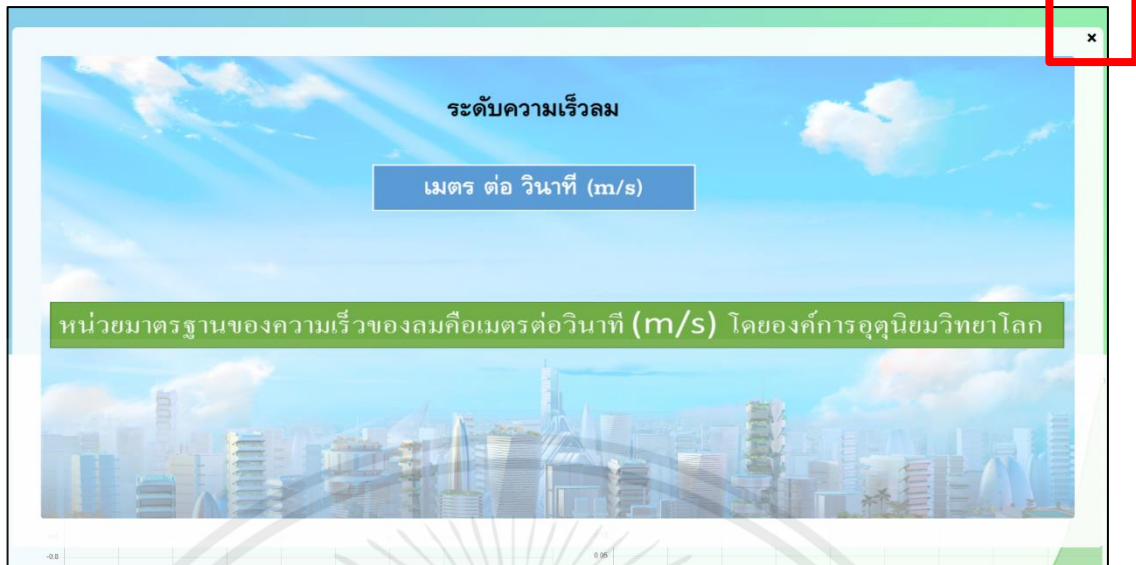 ×
ระดับความเร็วลม
เมตร ต่อ วินาที (m/s)
หน่วยมาตรฐานของความเร็วของลมคือเมตรต่อวินาที (m/s) โดยองค์การอุตุนิยมวิทยาโลก
-0.8 0.05